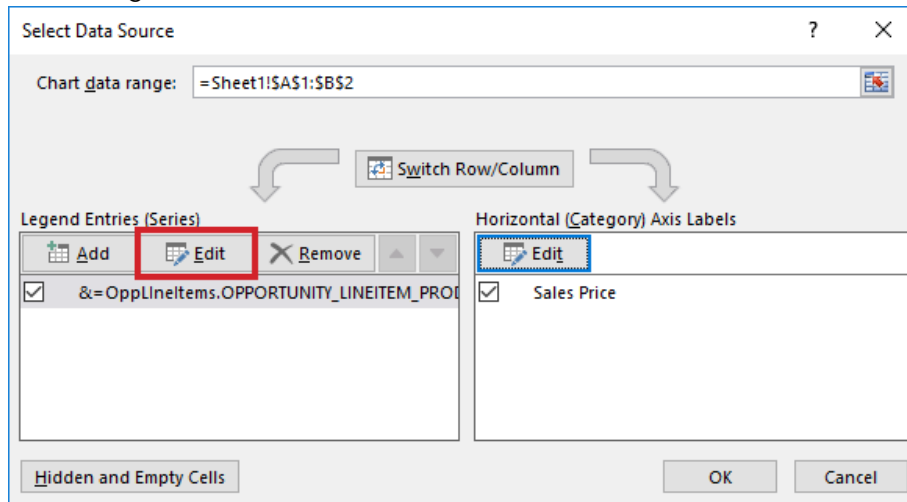 Select Data Source ? ×
Chart data range: =Sheet1!$A$1:$B$2
Switch Row/Column
Legend Entries (Series)
Horizontal (Category) Axis Labels
Add Edit Remove
Edit
&=OppLineItems.OPPORTUNITY_LINEITEM_PROD
Sales Price
Hidden and Empty Cells
OK Cancel